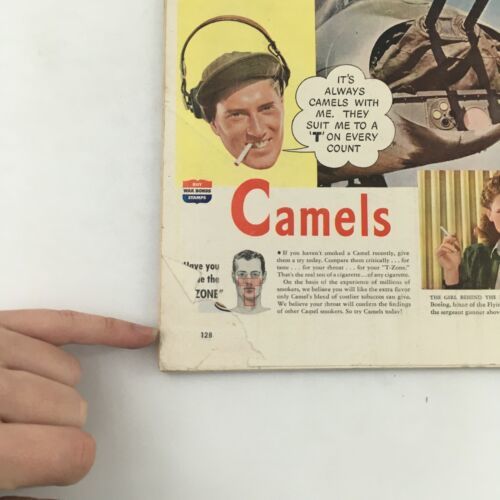 IT'S
ALWAYS
CAMELS WITH
ME. THEY
SUIT ME TO A
"T" ON EVERY
COUNT
BUY
WAR BONDS
STAMPS
Camels
Have you
the
ZONE"
• If you haven't smoked a Camel recently, give
them a try today. Compare them critically . . . for
taste . . . for your throat . . . for your "T-Zone."
That's the real test of a cigarette . . . of any cigarette.
On the basis of the experience of millions of
smokers, we believe you will like the extra flavor
only Camel's blend of costlier tobaccos can give.
We believe your throat will confirm the findings
of other Camel smokers. So try Camels today!
THE GIRL BEHIND THE
Boeing, home of the Flyi
the sergeant gunner abov
128